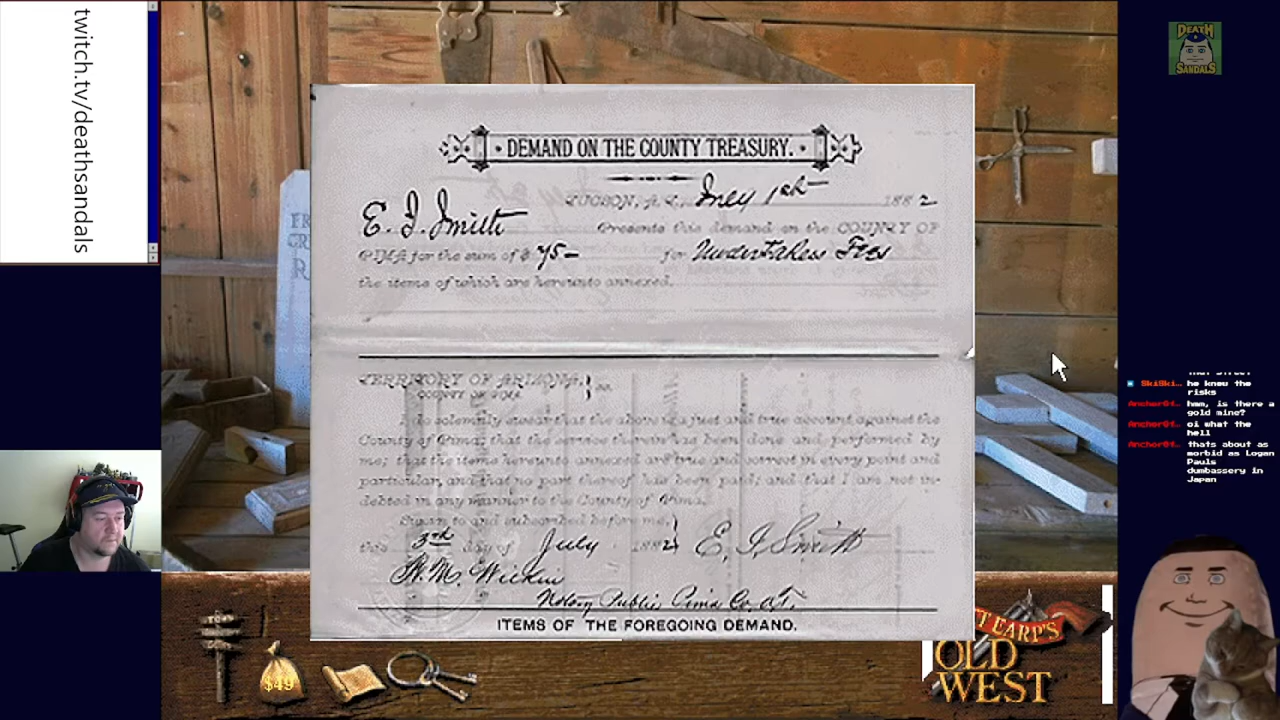 twitch.tv/deathsandals
DEATH
SANDALS
DEMAND ON THE COUNTY TREASURY.
TUCSON, A.T., 1st 1882
E. J. Smith Presents this demand on the COUNTY OF
PIMA for the sum of $ 75- for Undertakers Fees
the items of which are hereunto annexed.
TERRITORY OF ARIZONA, } ss.
COUNTY OF PIMA
I do solemnly swear that the above is a just and true account against the
County of Pima; that the service therein has been done and performed by
me; that the items hereunto annexed are true and correct in every point and
particular, and that no part thereof has been paid, and that I am not in-
debted in any manner to the County of Pima.
Sworn to and subscribed before me, }
this 3rd day of July 1882 } E. J. Smith
Notary Public Pima Co. A.T.
ITEMS OF THE FOREGOING DEMAND.
he knew the
risks
hmm, is there a
gold mine?
oi what the
hell
thats about as
morbid as Logan
Pauls
dumbassery in
Japan
$49
T EARP'S
OLD
WEST